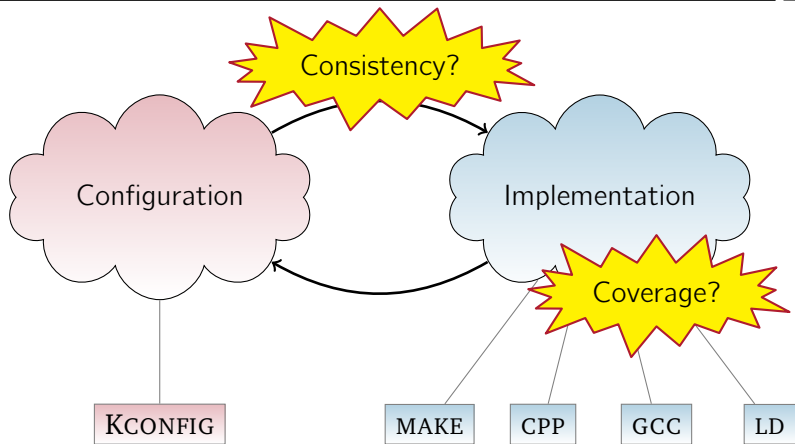 Consistency?
Configuration
Implementation
Coverage?
KCONFIG
MAKE
CPP
GCC
LD